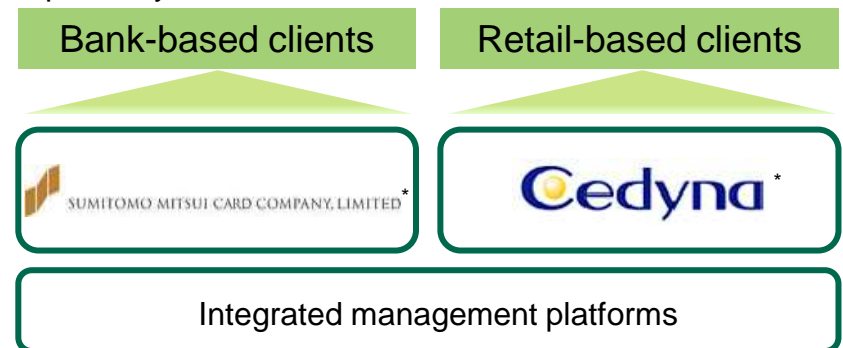 Bank-based clients
Retail-based clients
SUMITOMO MITSUI CARD COMPANY, LIMITED*
Cedyna*
Integrated management platforms